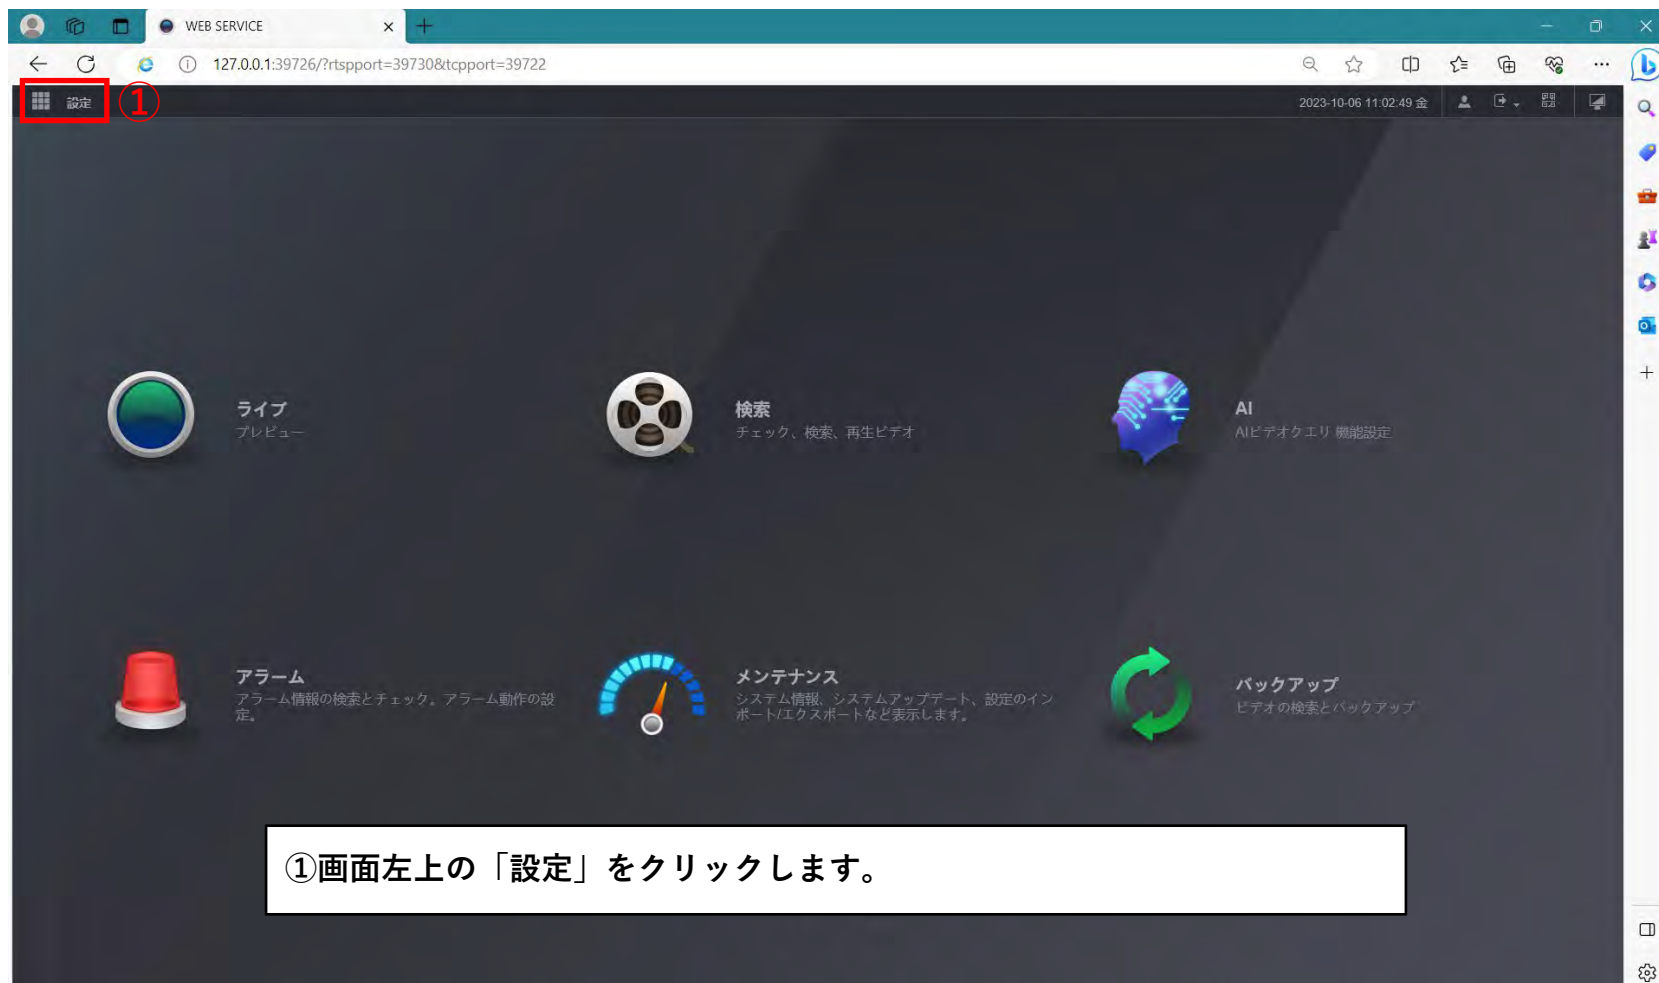 WEB SERVICE
127.0.0.1:39726/?rtspport=39730&tcpport=39722
設定 ① 2023-10-06 11:02:49 金
ライブ
プレビュー
検索
チェック、検索、再生ビデオ
AI
AIビデオクエリ 機能設定
アラーム
アラーム情報の検索とチェック。アラーム動作の設
定。
メンテナンス
システム情報、システムアップデート、設定のイン
ポート/エクスポートなど表示します。
バックアップ
ビデオの検索とバックアップ
①画面左上の「設定」をクリックします。